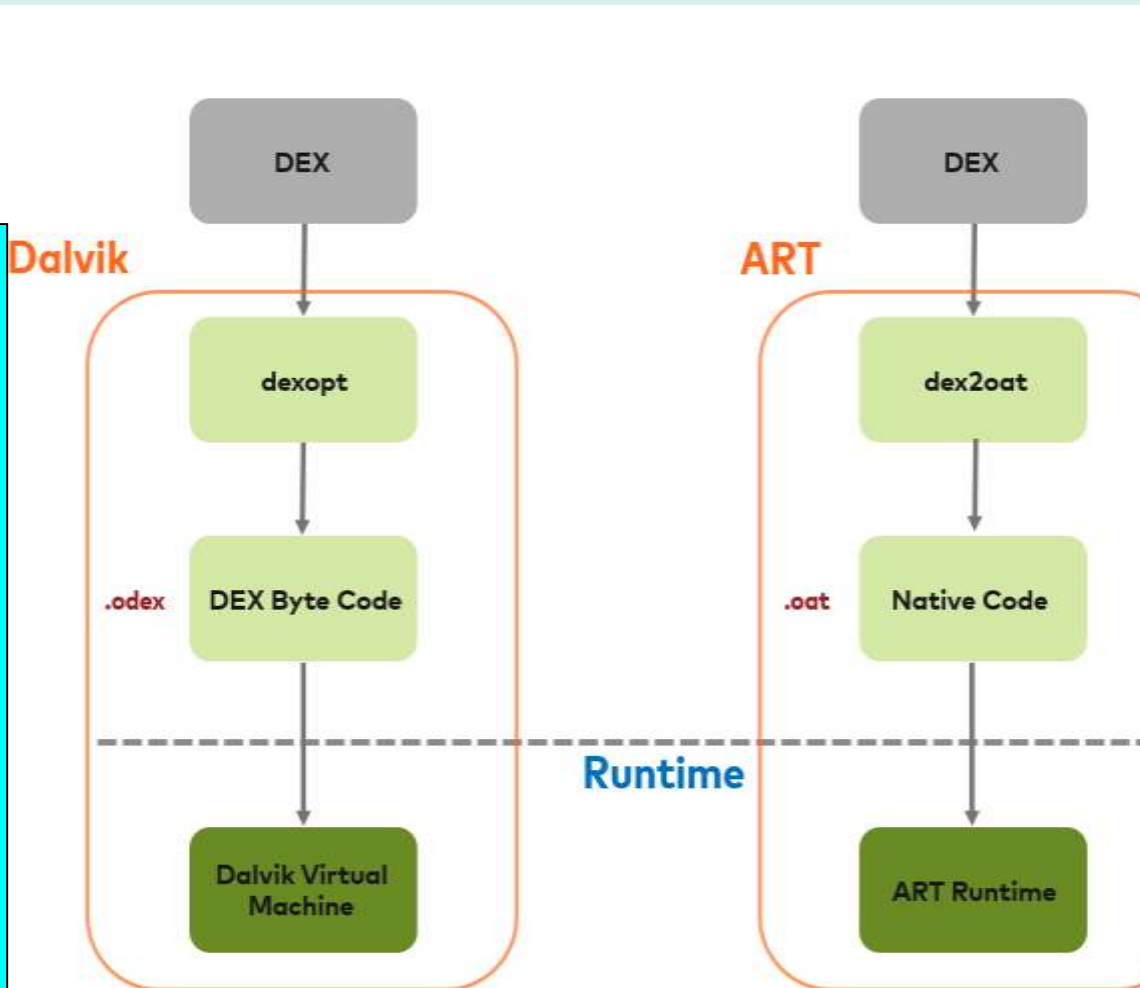 DEX
DEX
Dalvik
ART
dexopt
dex2oat
.odex
DEX Byte Code
.oat
Native Code
Runtime
Dalvik Virtual
Machine
ART Runtime